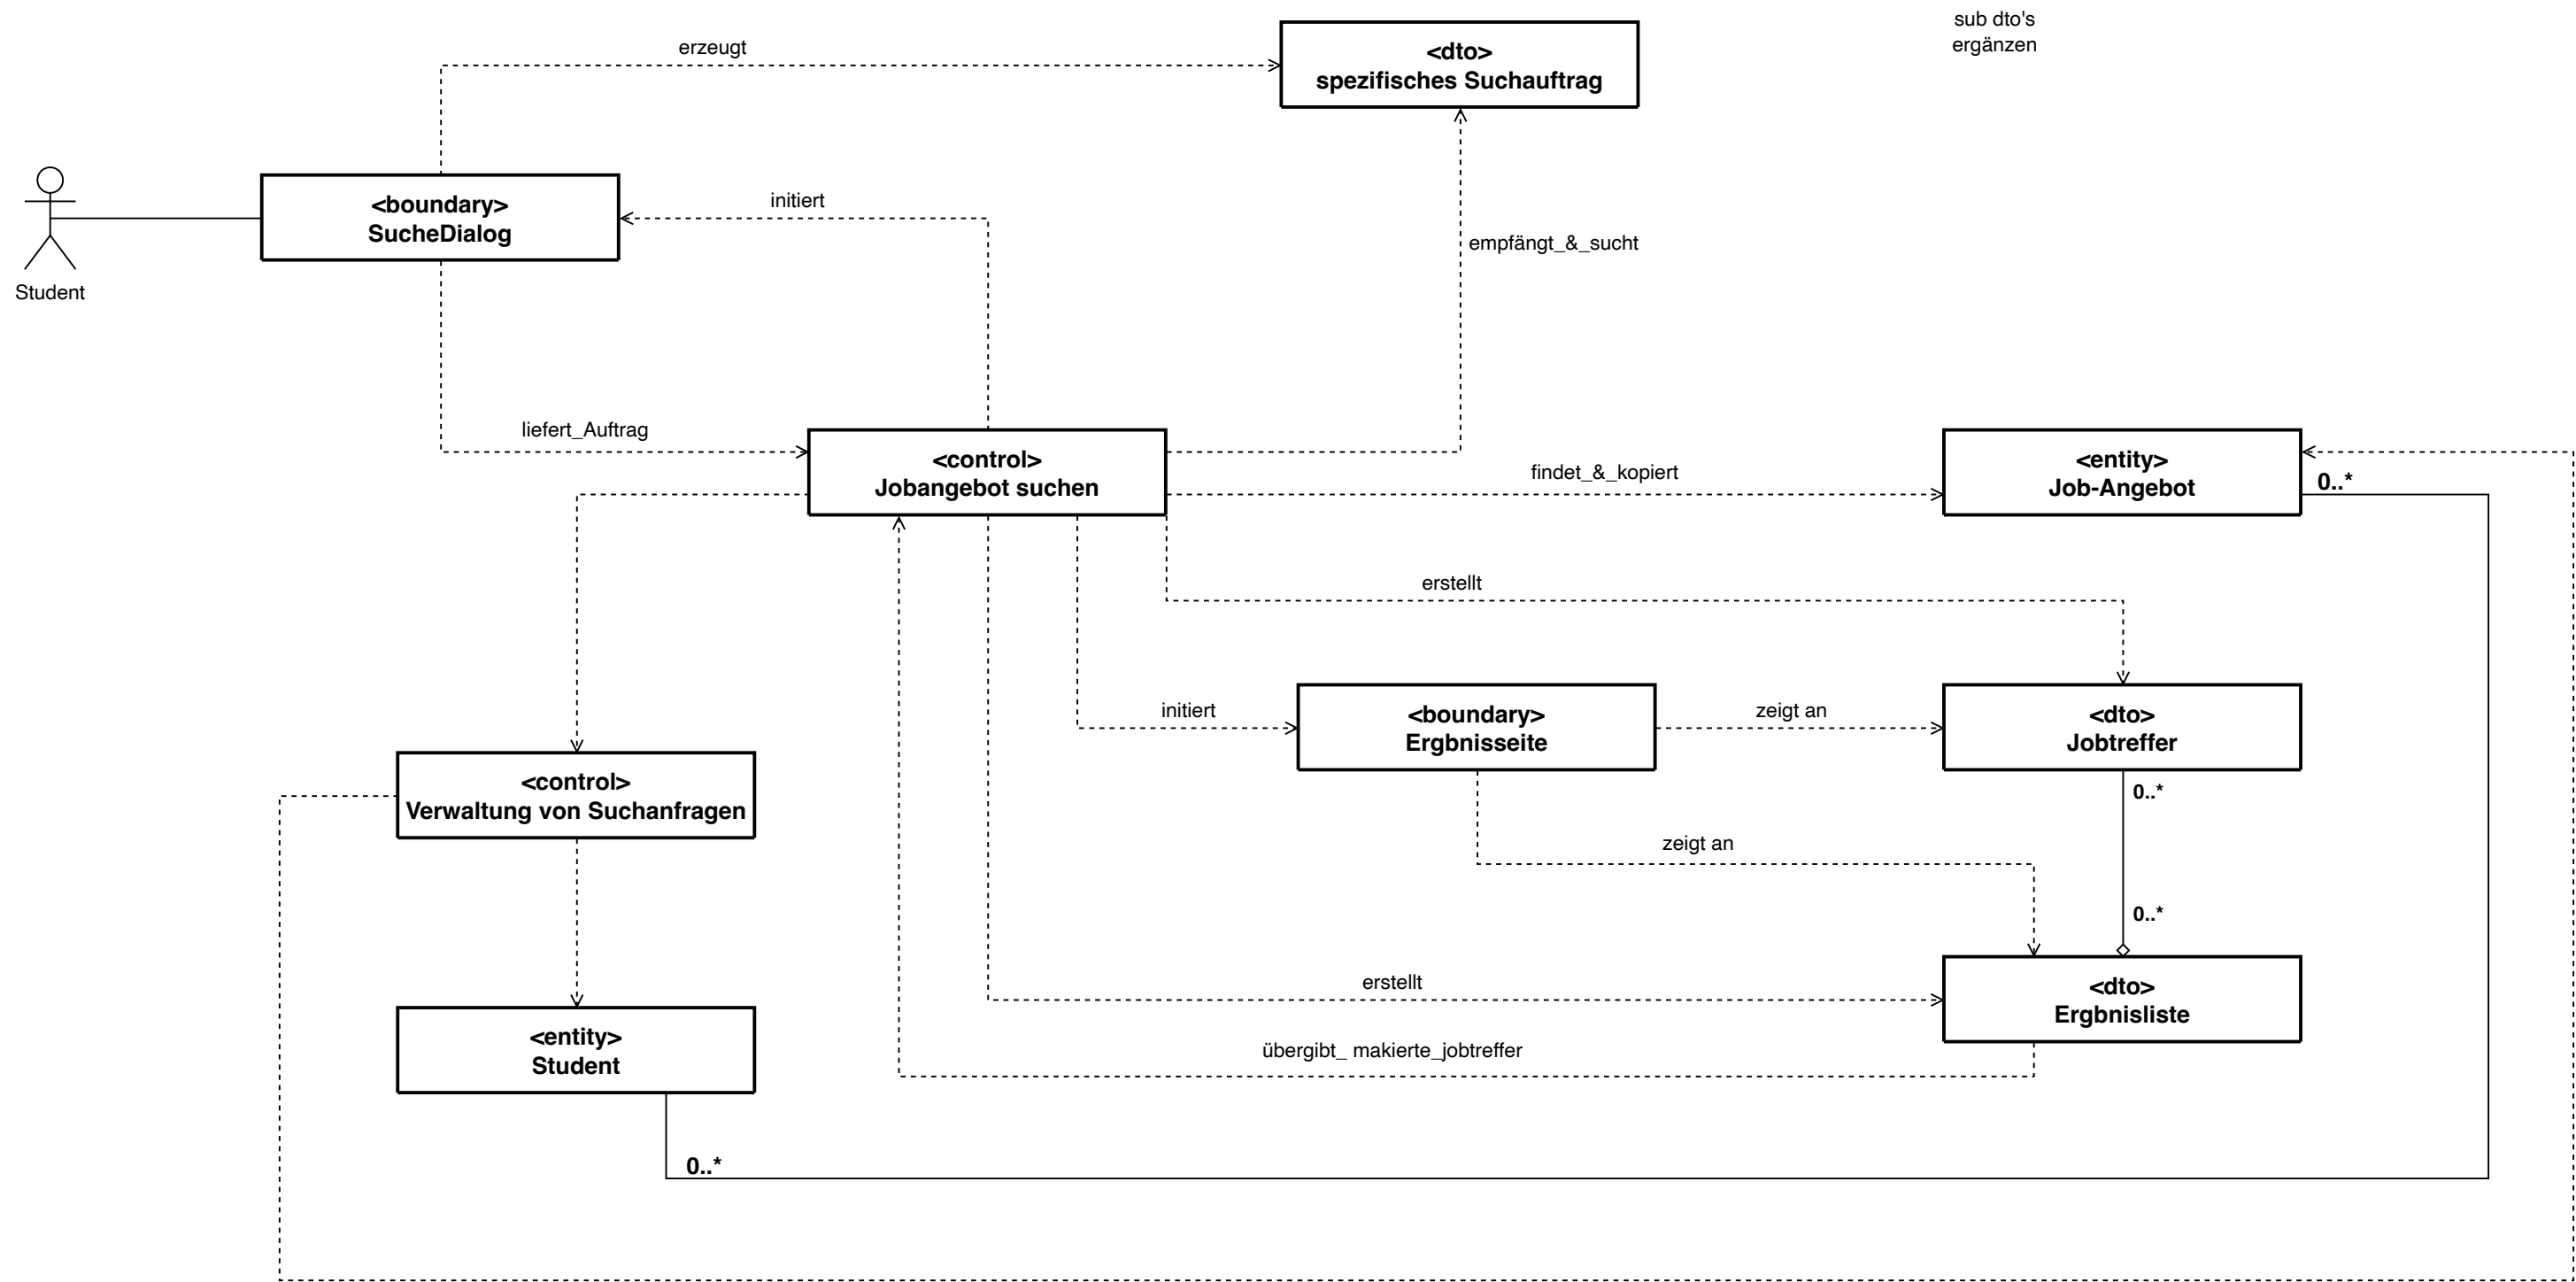 sub dto's
ergänzen
erzeugt
<dto>
spezifisches Suchauftrag
<boundary>
SucheDialog
initiert
empfängt_&_sucht
Student
liefert_Auftrag
<control>
Jobangebot suchen
findet_&_kopiert
<entity>
Job-Angebot
0..*
erstellt
initiert
<boundary>
Ergbnisseite
zeigt an
<dto>
Jobtreffer
0..*
<control>
Verwaltung von Suchanfragen
zeigt an
0..*
erstellt
<dto>
Ergbnisliste
<entity>
Student
übergibt_ makierte_jobtreffer
0..*